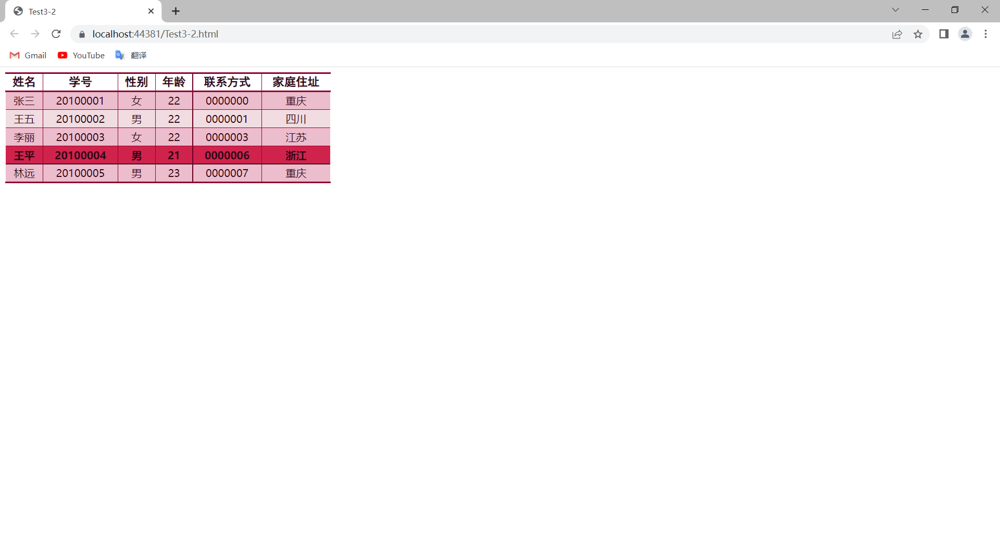 Test3-2
localhost:44381/Test3-2.html
Gmail YouTube 翻译
姓名 学号 性别 年龄 联系方式 家庭住址
张三 20100001 女 22 0000000 重庆
王五 20100002 男 22 0000001 四川
李丽 20100003 女 22 0000003 江苏
王平 20100004 男 21 0000006 浙江
林远 20100005 男 23 0000007 重庆